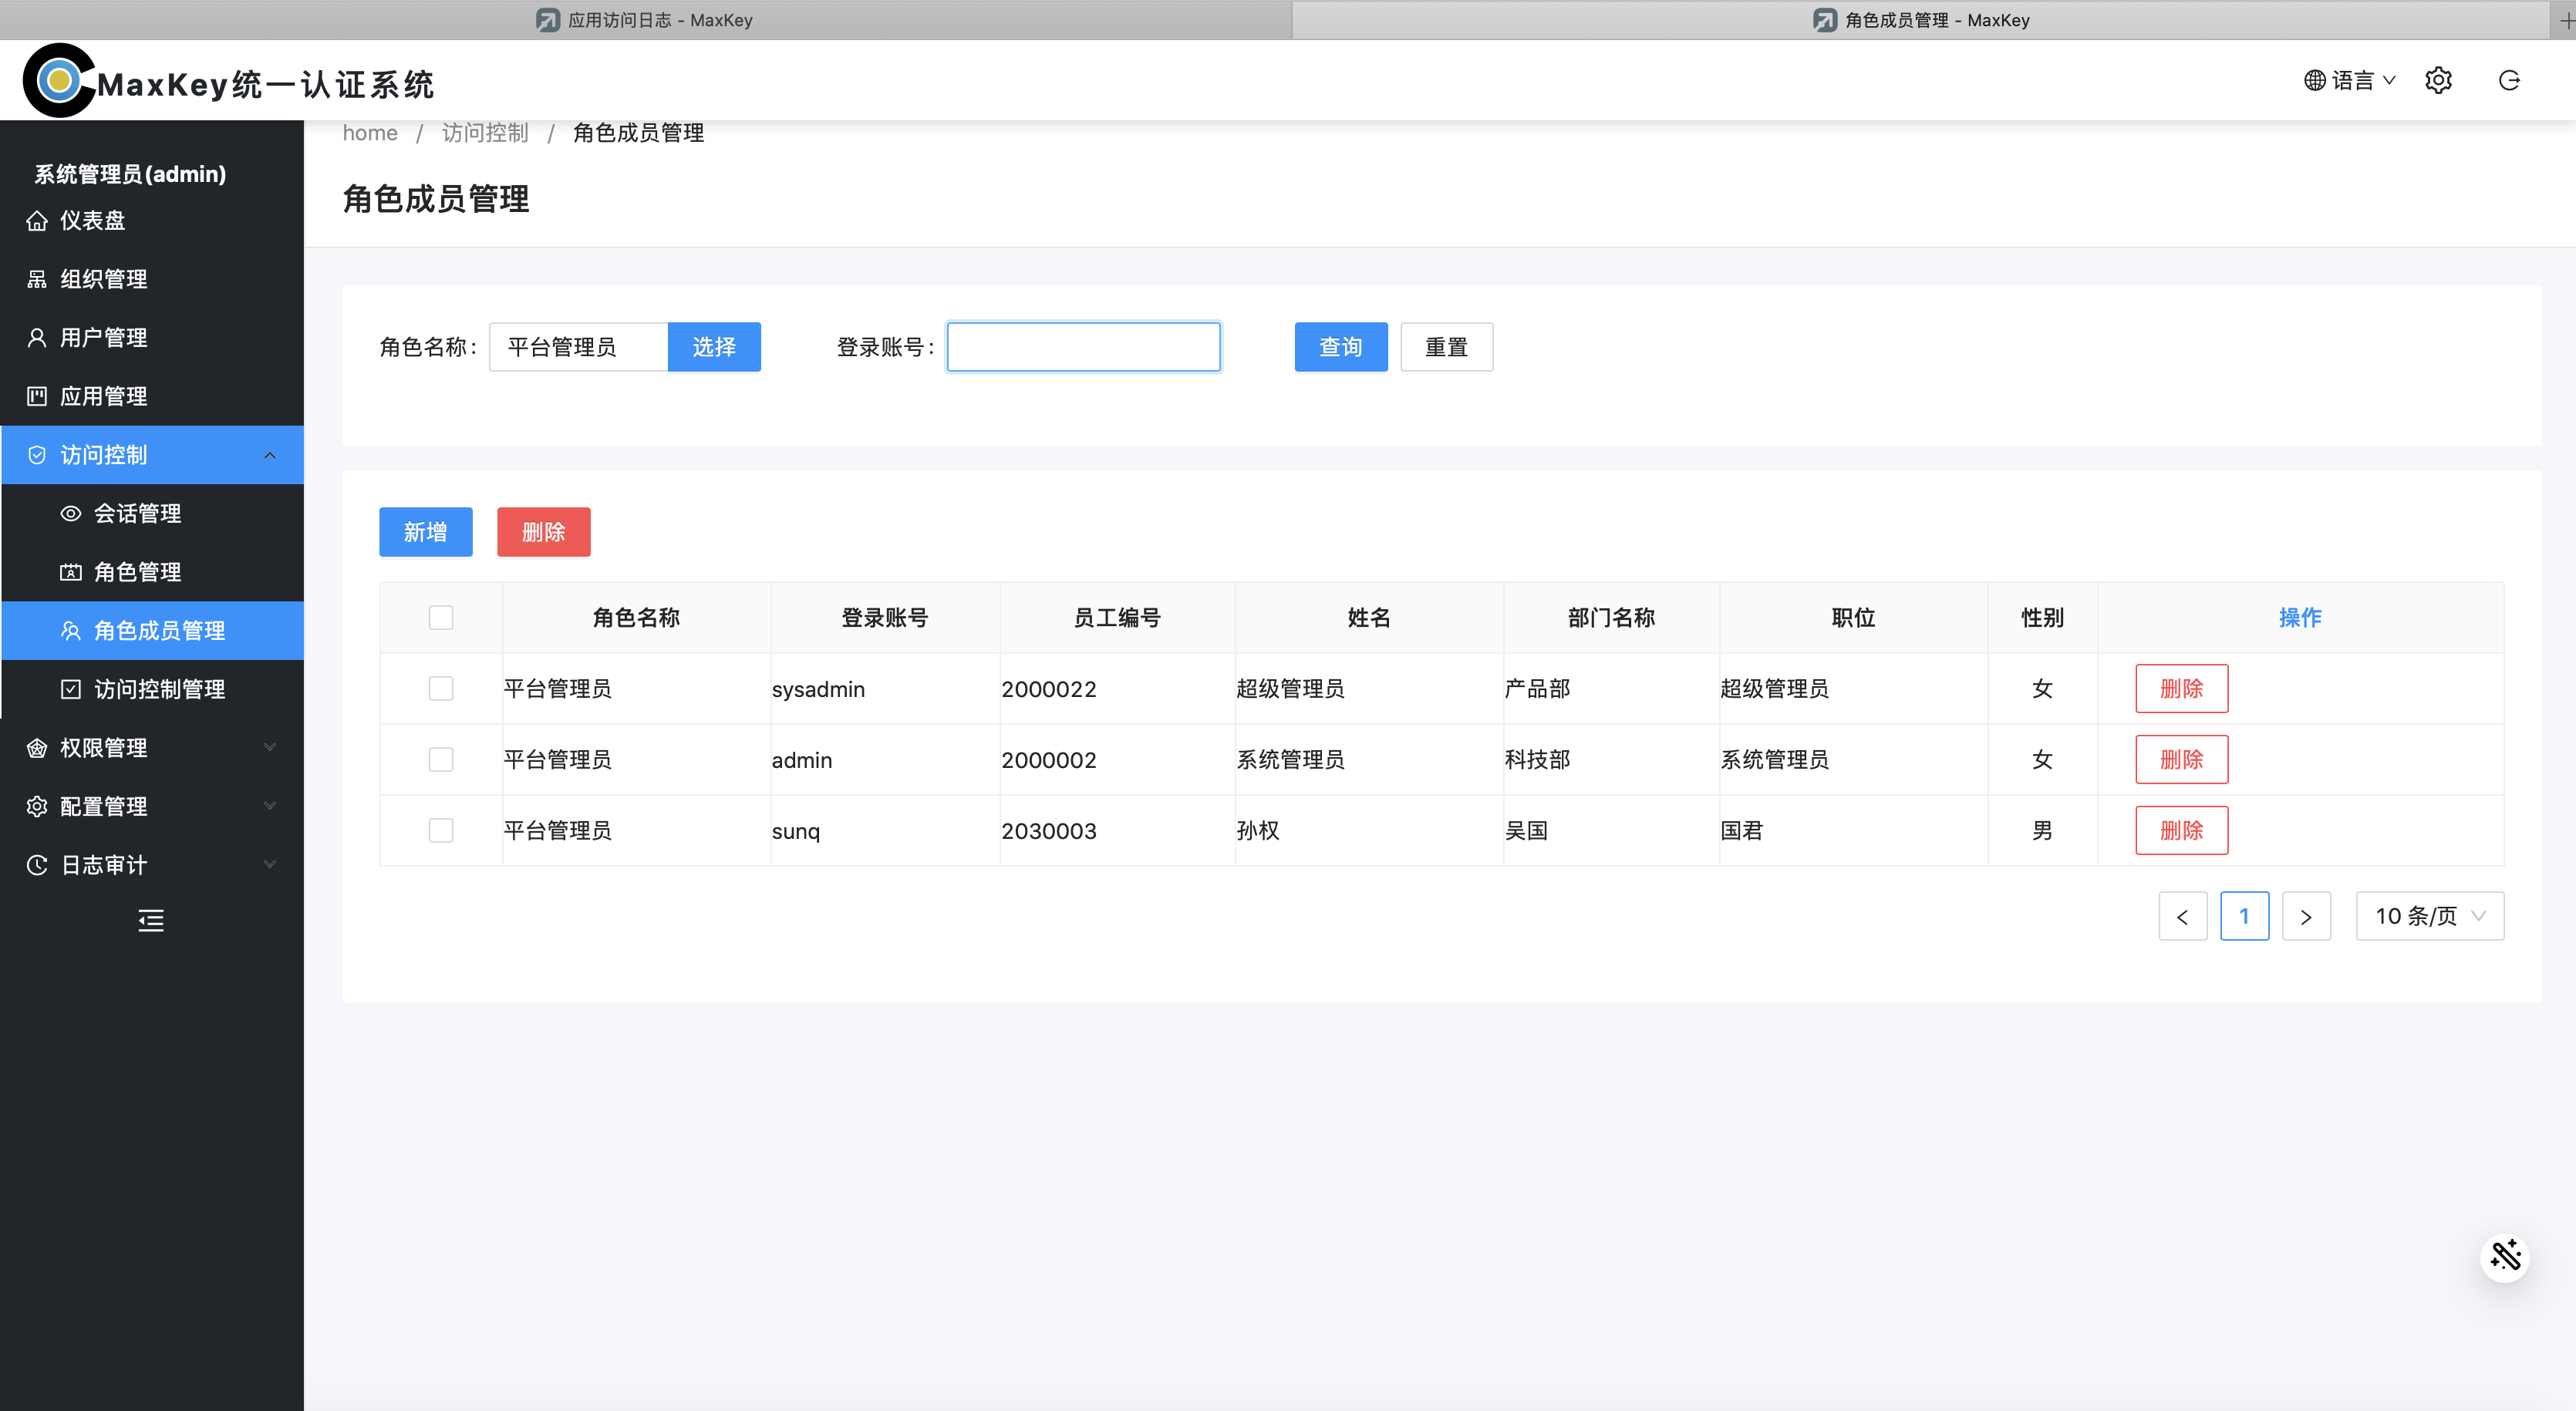 应用访问日志 - MaxKey
角色成员管理 - MaxKey
MaxKey统一认证系统
语言
系统管理员(admin)
仪表盘
组织管理
用户管理
应用管理
访问控制
会话管理
角色管理
角色成员管理
访问控制管理
权限管理
配置管理
日志审计
home / 访问控制 / 角色成员管理
角色成员管理
角色名称: 平台管理员 选择 登录账号: 查询 重置
新增 删除
角色名称 登录账号 员工编号 姓名 部门名称 职位 性别 操作
平台管理员 sysadmin 2000022 超级管理员 产品部 超级管理员 女 删除
平台管理员 admin 2000002 系统管理员 科技部 系统管理员 女 删除
平台管理员 sunq 2030003 孙权 吴国 国君 男 删除
< 1 > 10 条/页